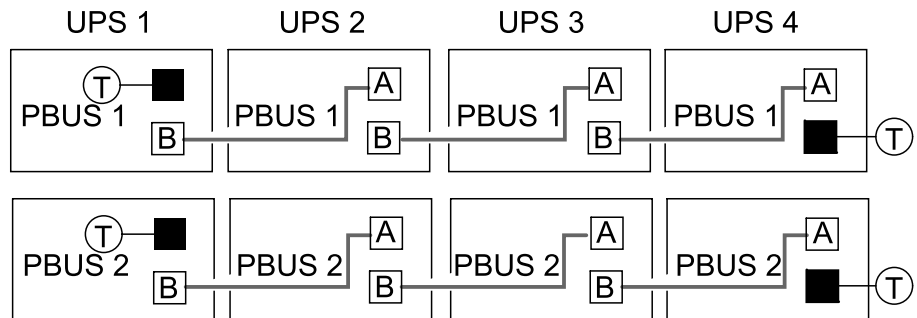 UPS 1 UPS 2 UPS 3 UPS 4
T A A A
PBUS 1 PBUS 1 PBUS 1 PBUS 1
B B B T
T A A A
PBUS 2 PBUS 2 PBUS 2 PBUS 2
B B B T